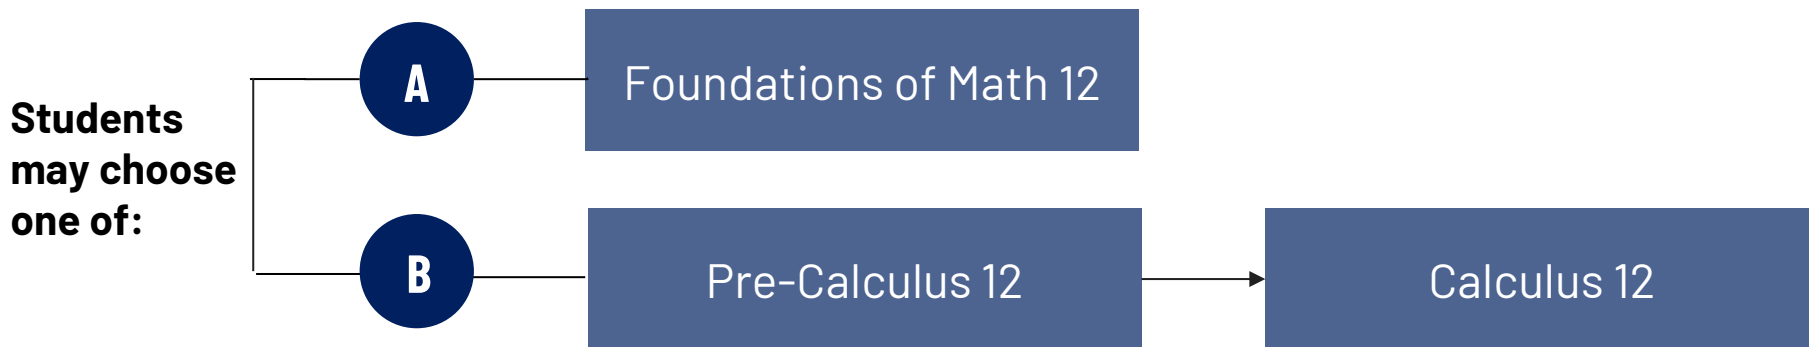 Students
may choose
one of:
A
Foundations of Math 12
B
Pre-Calculus 12
Calculus 12